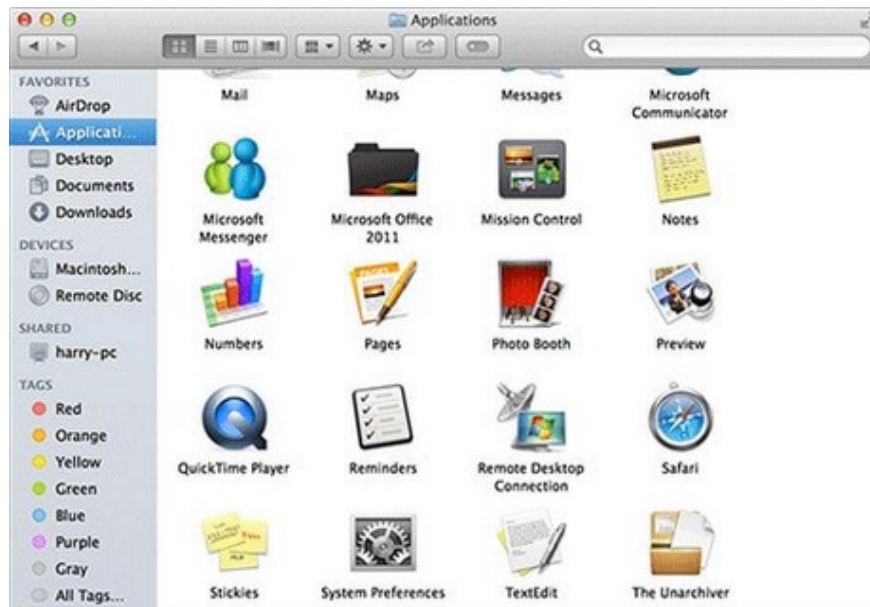 Applications
FAVORITES
AirDrop
Applicati...
Desktop
Documents
Downloads
DEVICES
Macintosh...
Remote Disc
SHARED
harry-pc
TAGS
Red
Orange
Yellow
Green
Blue
Purple
Gray
All Tags...
Mail
Maps
Messages
Microsoft
Communicator
Microsoft
Messenger
Microsoft Office
2011
Mission Control
Notes
Numbers
PAGES
Pages
Photo Booth
Preview
QuickTime Player
Reminders
Remote Desktop
Connection
Safari
Stickies
System Preferences
TextEdit
The Unarchiver